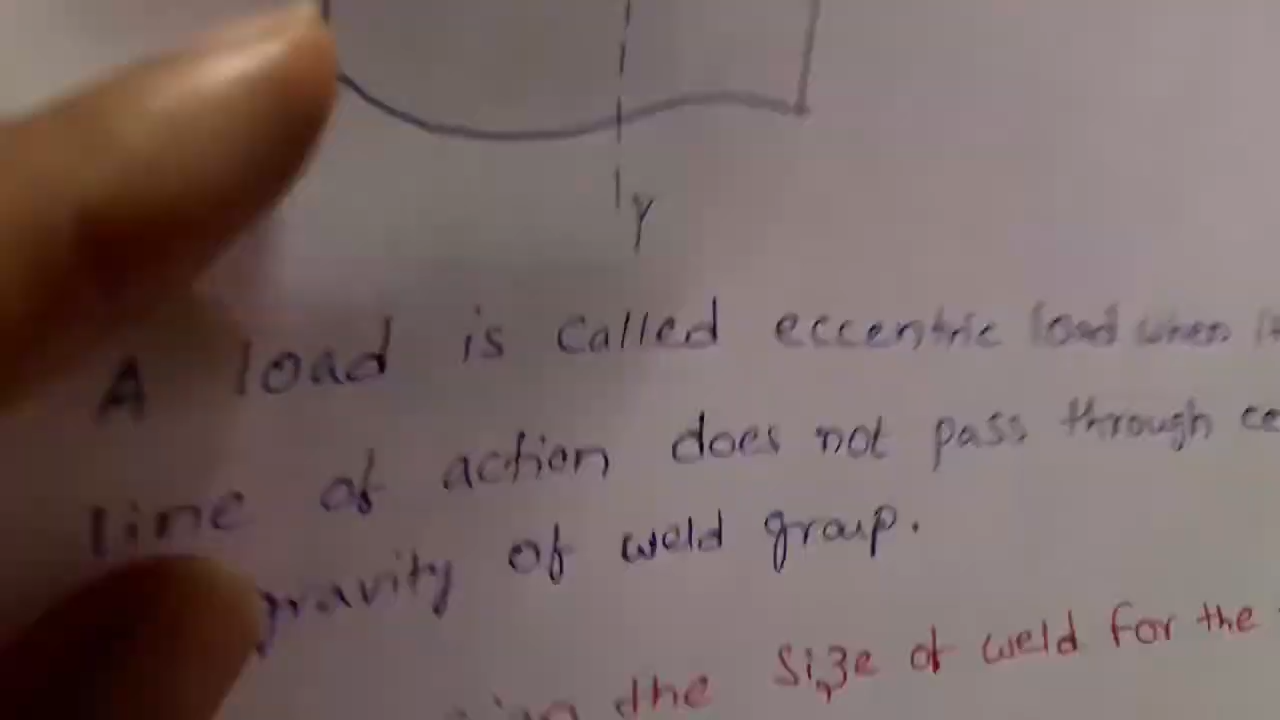 Y
A load is called eccentric load when
line of action does not pass through
gravity of weld group.
the size of weld for the